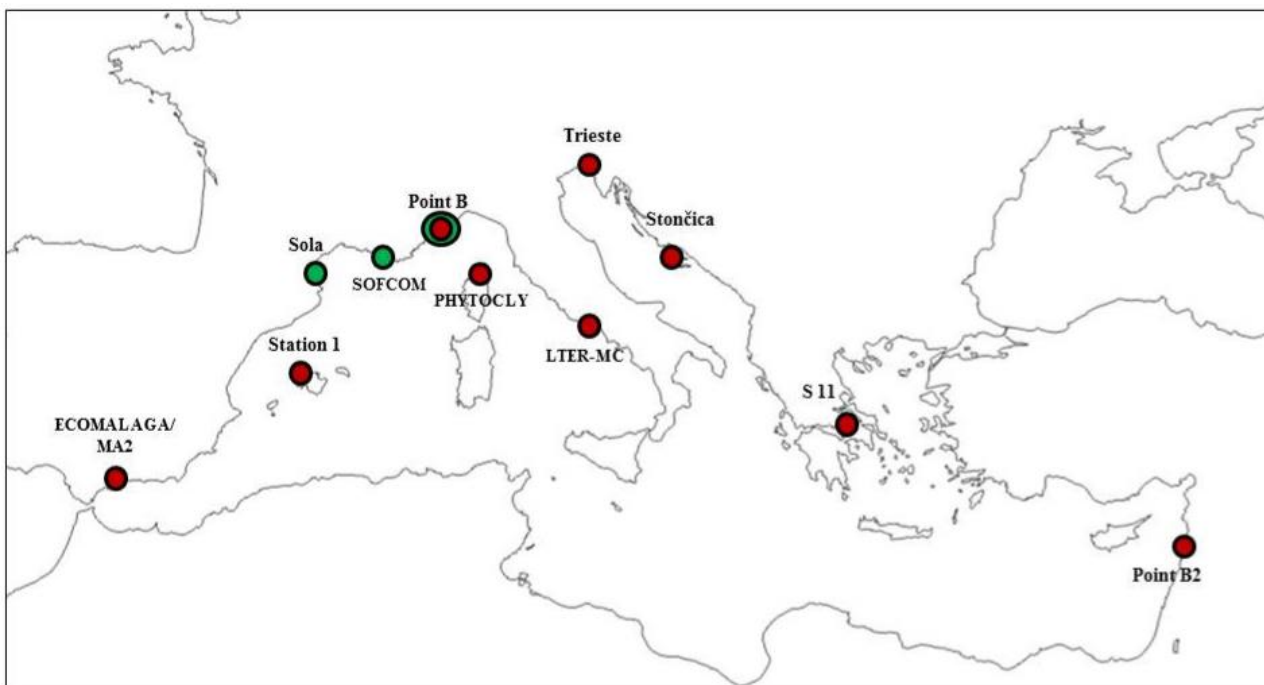 Trieste
Point B
Stončica
Sola
SOFCOM
PHYTOCLY
Station 1
LTER-MC
S 11
ECOMALAGA/
MA2
Point B2